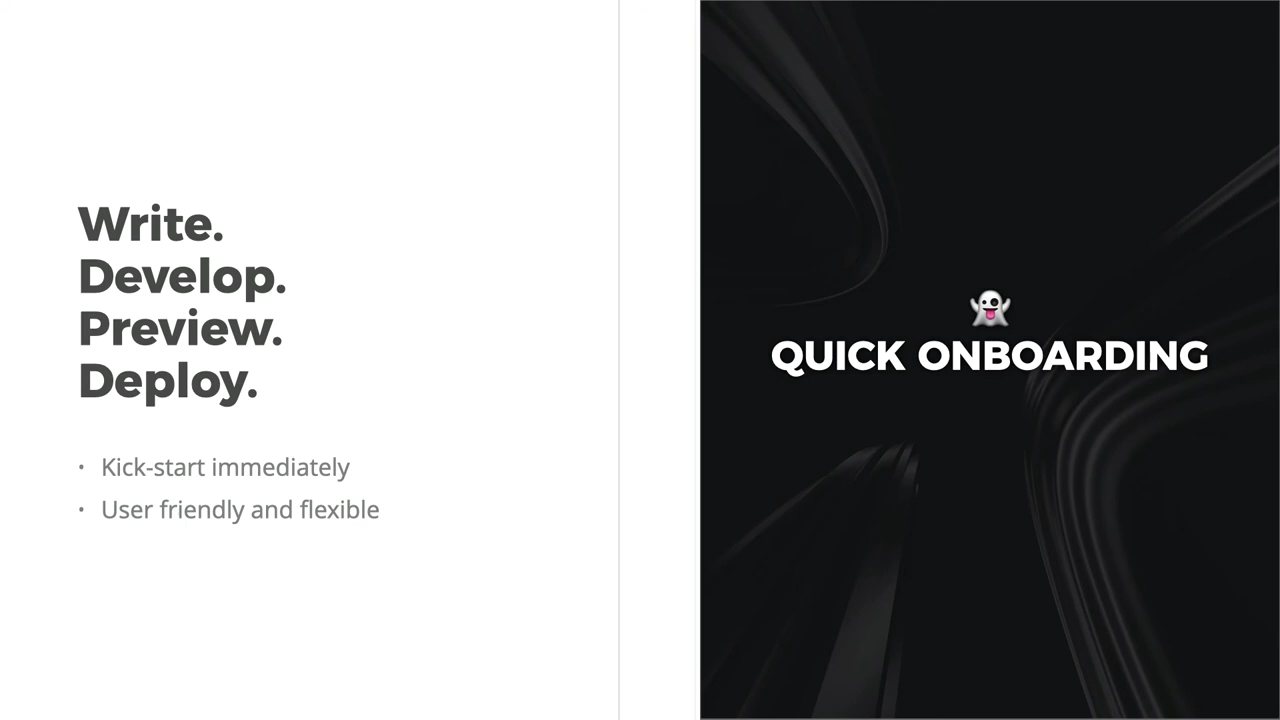 Write.
Develop.
Preview.
Deploy.
• Kick-start immediately
• User friendly and flexible
👻
QUICK ONBOARDING